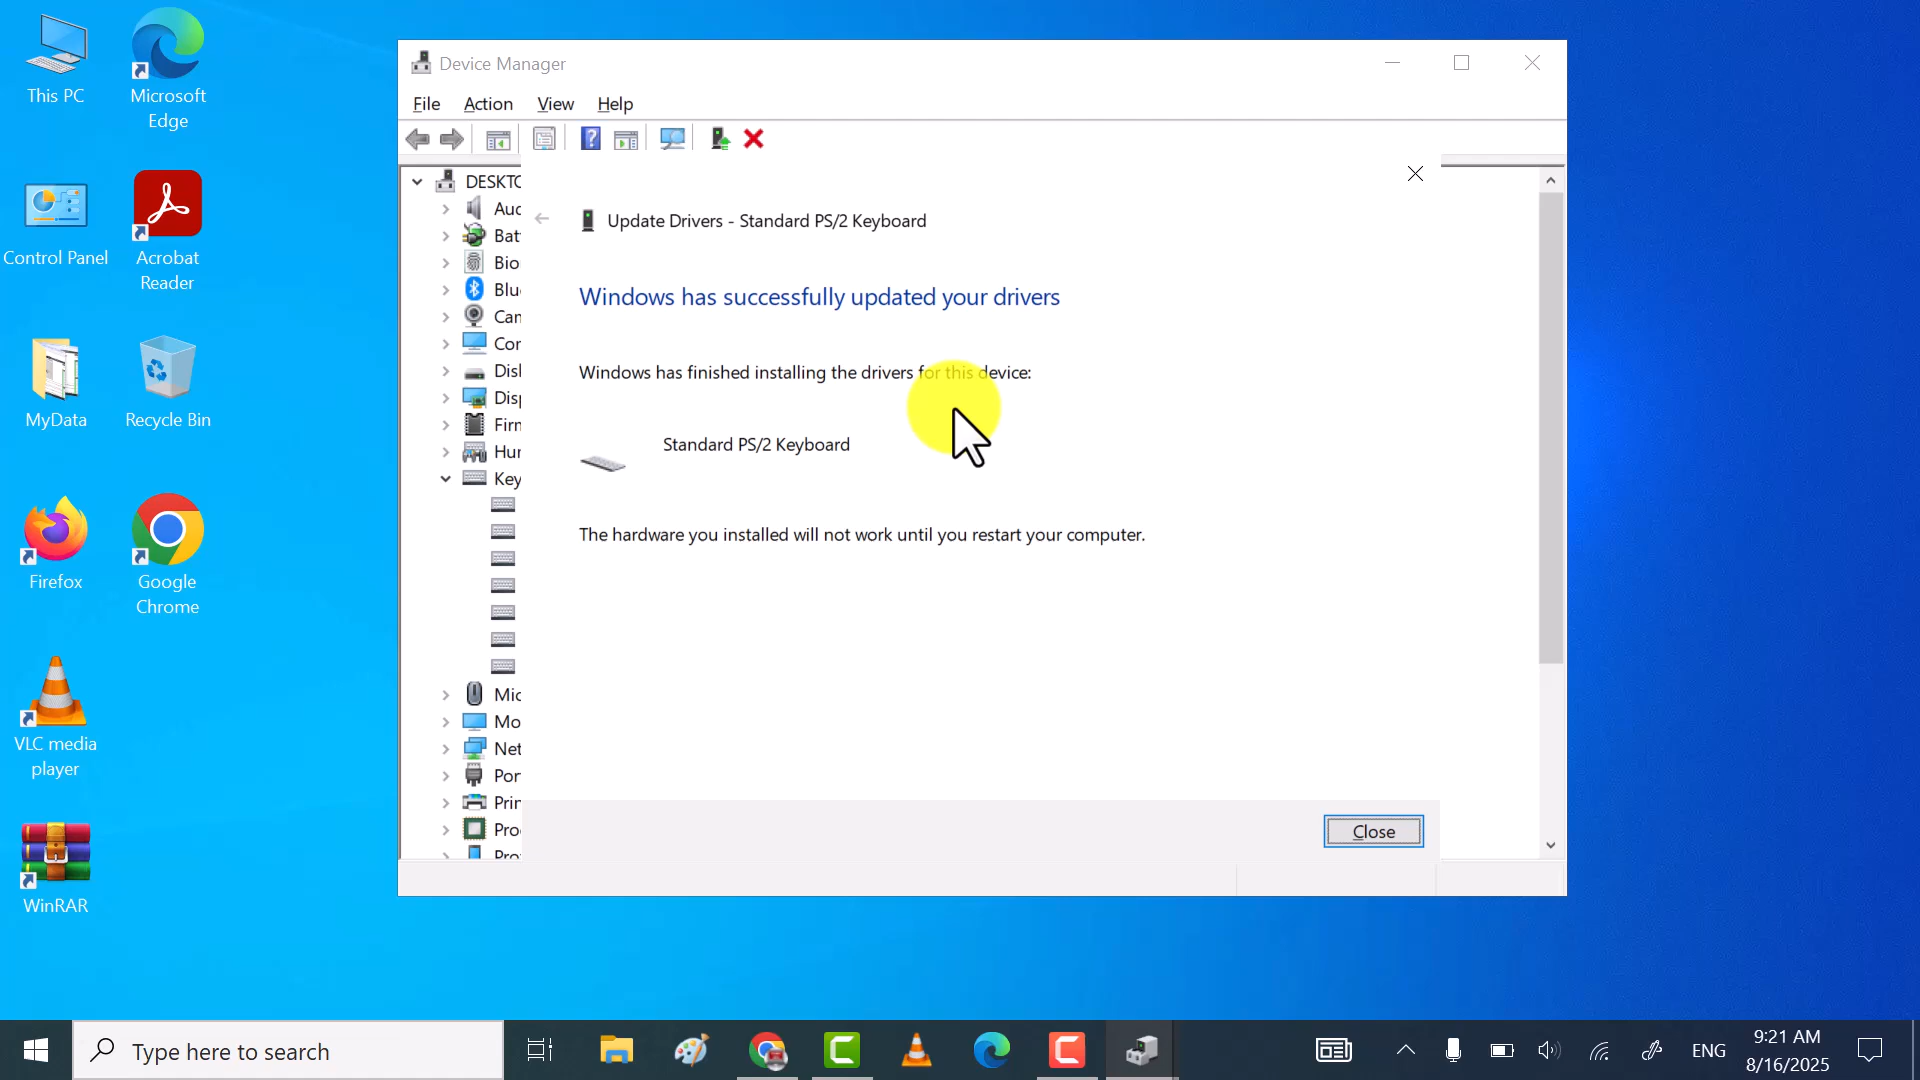 This PC
Microsoft
Edge
Control Panel
Acrobat
Reader
MyData
Recycle Bin
Firefox
Google
Chrome
VLC media
player
WinRAR
Device Manager
File Action View Help
DESKTO
Auc
Bat
Bio
Blu
Can
Cor
Disk
Disp
Firn
Hur
Key
Mic
Mo
Net
Por
Prin
Pro
Pro
Update Drivers - Standard PS/2 Keyboard
Windows has successfully updated your drivers
Windows has finished installing the drivers for this device:
Standard PS/2 Keyboard
The hardware you installed will not work until you restart your computer.
Close
Type here to search
ENG
9:21 AM
8/16/2025